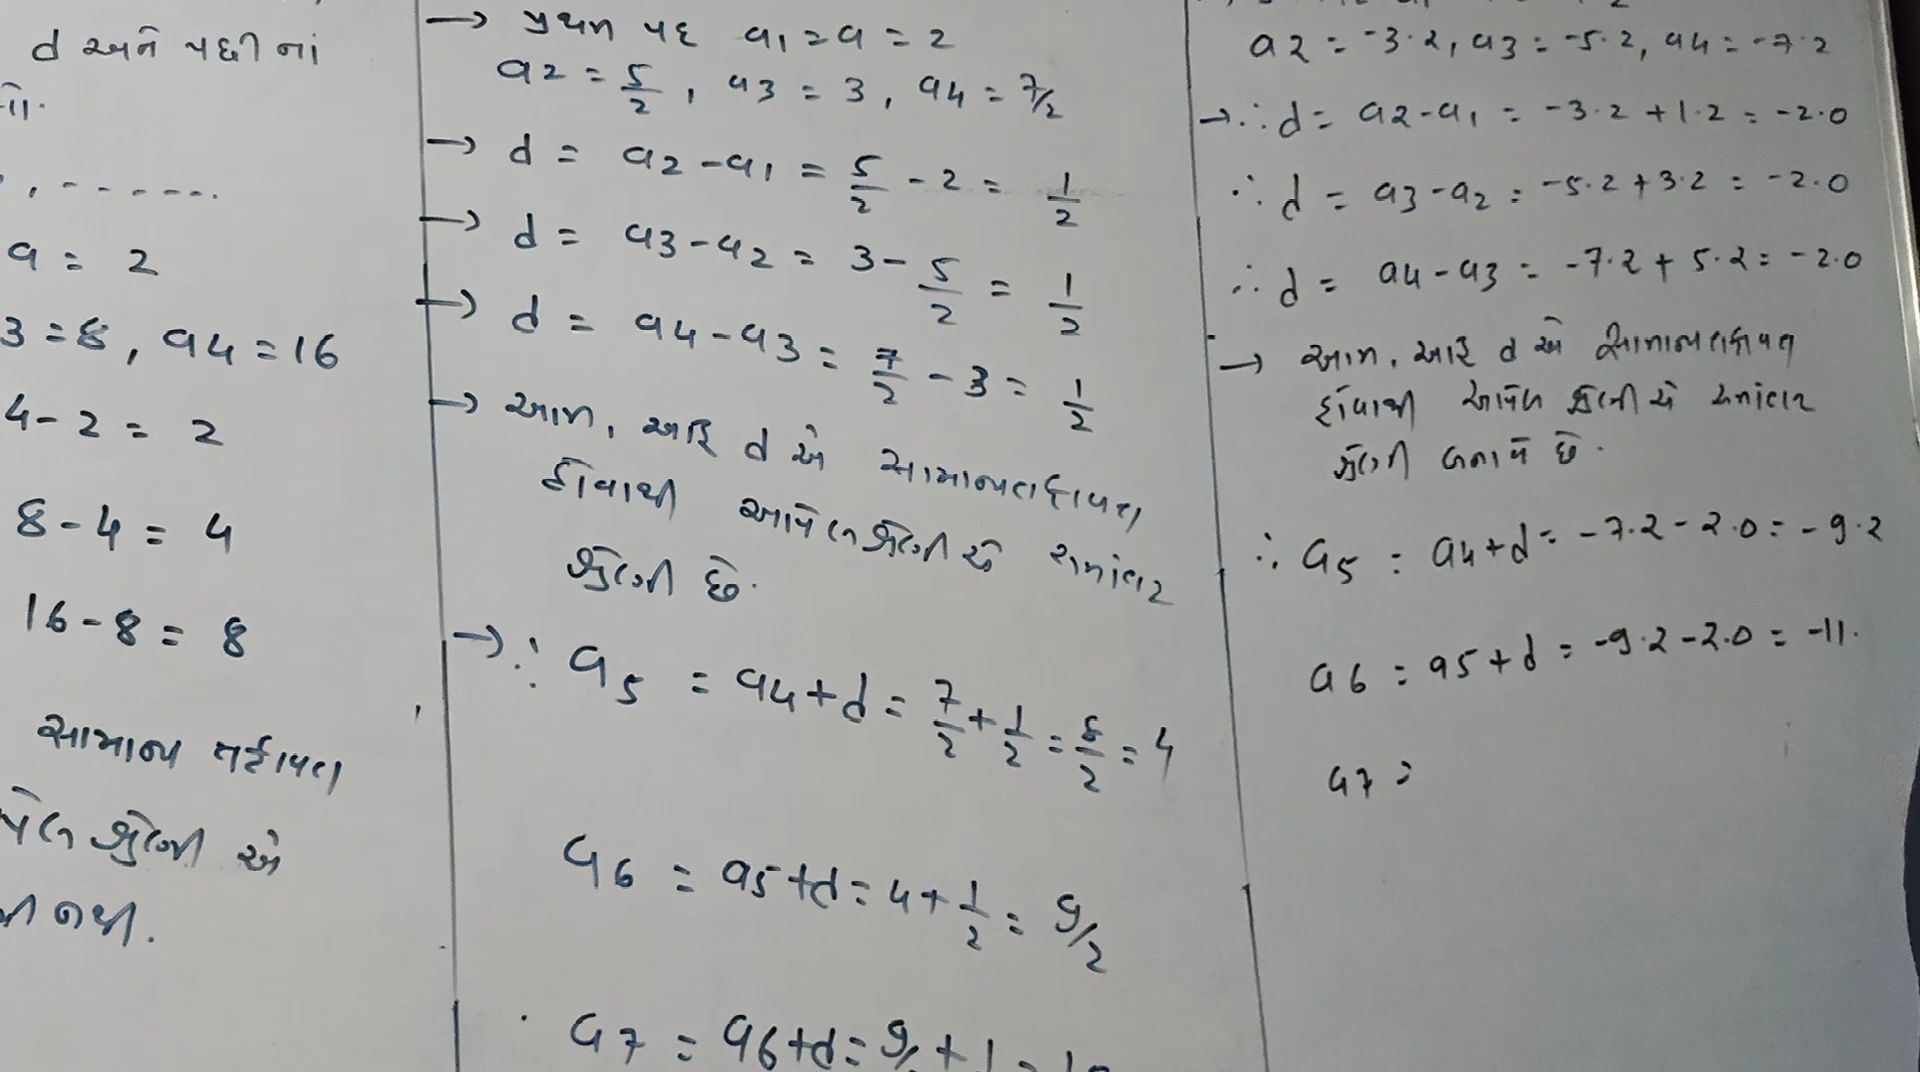 d અને પછી નાં
a = 2
3 = 8, a4 = 16
4 - 2 = 2
8 - 4 = 4
16 - 8 = 8
સામાન્ય તફાવત
પેલ શ્રેણી એ
નથી.
→ પ્રથમ પદ a1 = a = 2
a2 = 5/2, a3 = 3, a4 = 7/2
→ d = a2 - a1 = 5/2 - 2 = 1/2
→ d = a3 - a2 = 3 - 5/2 = 1/2
→ d = a4 - a3 = 7/2 - 3 = 1/2
→ આમ, આહિ d એ સામાન્ય તફાવત
હોવાથી આપેલ શ્રેણી એ સમાંતર
શ્રેણી છે.
→ ∴ a5 = a4 + d = 7/2 + 1/2 = 8/2 = 4
a6 = a5 + d = 4 + 1/2 = 9/2
a7 = a6 + d = 9/
a2 = -3.2, a3 = -5.2, a4 = -7.2
→ ∴ d = a2 - a1 = -3.2 + 1.2 = -2.0
∴ d = a3 - a2 = -5.2 + 3.2 = -2.0
∴ d = a4 - a3 = -7.2 + 5.2 = -2.0
→ આમ, આહિ d એ સામાન્ય તફાવત
હોવાથી આપેલ શ્રેણી એ સમાંતર
શ્રેણી બનાવે છે.
∴ a5 = a4 + d = -7.2 - 2.0 = -9.2
a6 = a5 + d = -9.2 - 2.0 = -11.
a7 =